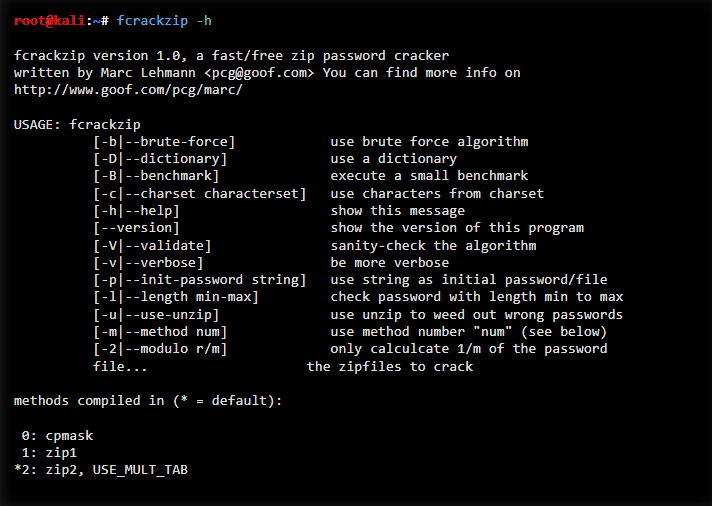 root@kali:~# fcrackzip -h
fcrackzip version 1.0, a fast/free zip password cracker
written by Marc Lehmann <pcg@goof.com> You can find more info on
http://www.goof.com/pcg/marc/
USAGE: fcrackzip
[-b|--brute-force] use brute force algorithm
[-D|--dictionary] use a dictionary
[-B|--benchmark] execute a small benchmark
[-c|--charset characterset] use characters from charset
[-h|--help] show this message
[--version] show the version of this program
[-V|--validate] sanity-check the algorithm
[-v|--verbose] be more verbose
[-p|--init-password string] use string as initial password/file
[-l|--length min-max] check password with length min to max
[-u|--use-unzip] use unzip to weed out wrong passwords
[-m|--method num] use method number "num" (see below)
[-2|--modulo r/m] only calculcate 1/m of the password
file... the zipfiles to crack
methods compiled in (* = default):
0: cpmask
1: zip1
*2: zip2, USE_MULT_TAB